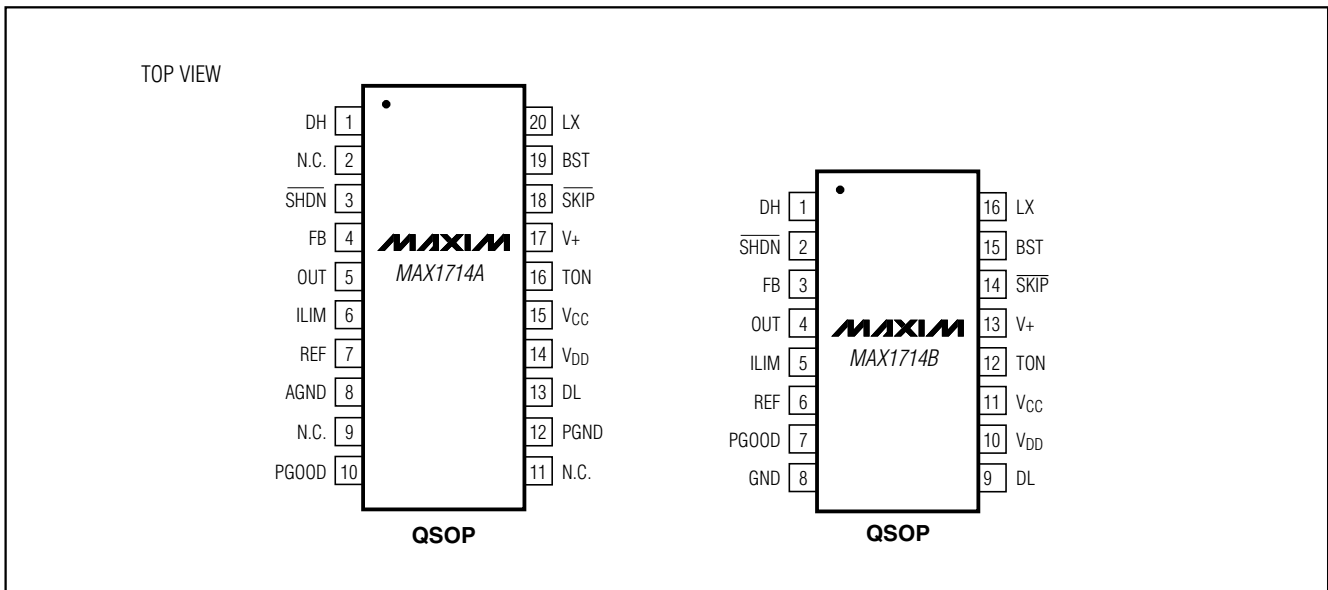 TOP VIEW
DH 1
N.C. 2
SHDN 3
FB 4
OUT 5
ILIM 6
REF 7
AGND 8
N.C. 9
PGOOD 10
MAXIM
MAX1714A
20 LX
19 BST
18 SKIP
17 V+
16 TON
15 VCC
14 VDD
13 DL
12 PGND
11 N.C.
QSOP
DH 1
SHDN 2
FB 3
OUT 4
ILIM 5
REF 6
PGOOD 7
GND 8
MAXIM
MAX1714B
16 LX
15 BST
14 SKIP
13 V+
12 TON
11 VCC
10 VDD
9 DL
QSOP